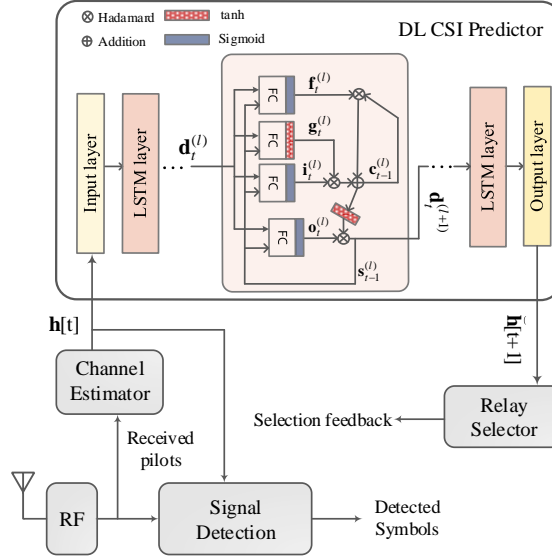 Hadamard
tanh
Addition
Sigmoid
DL CSI Predictor
Input layer
LSTM layer
...
d_t^{(l)}
FC
f_t^{(l)}
FC
g_t^{(l)}
FC
i_t^{(l)}
c_{t-1}^{(l)}
FC
o_t^{(l)}
s_{t-1}^{(l)}
...
d_t^{(l+1)}
LSTM layer
Output layer
h[t]
ȟ[t+1]
Channel
Estimator
Received
pilots
Selection feedback
Relay
Selector
RF
Signal
Detection
Detected
Symbols